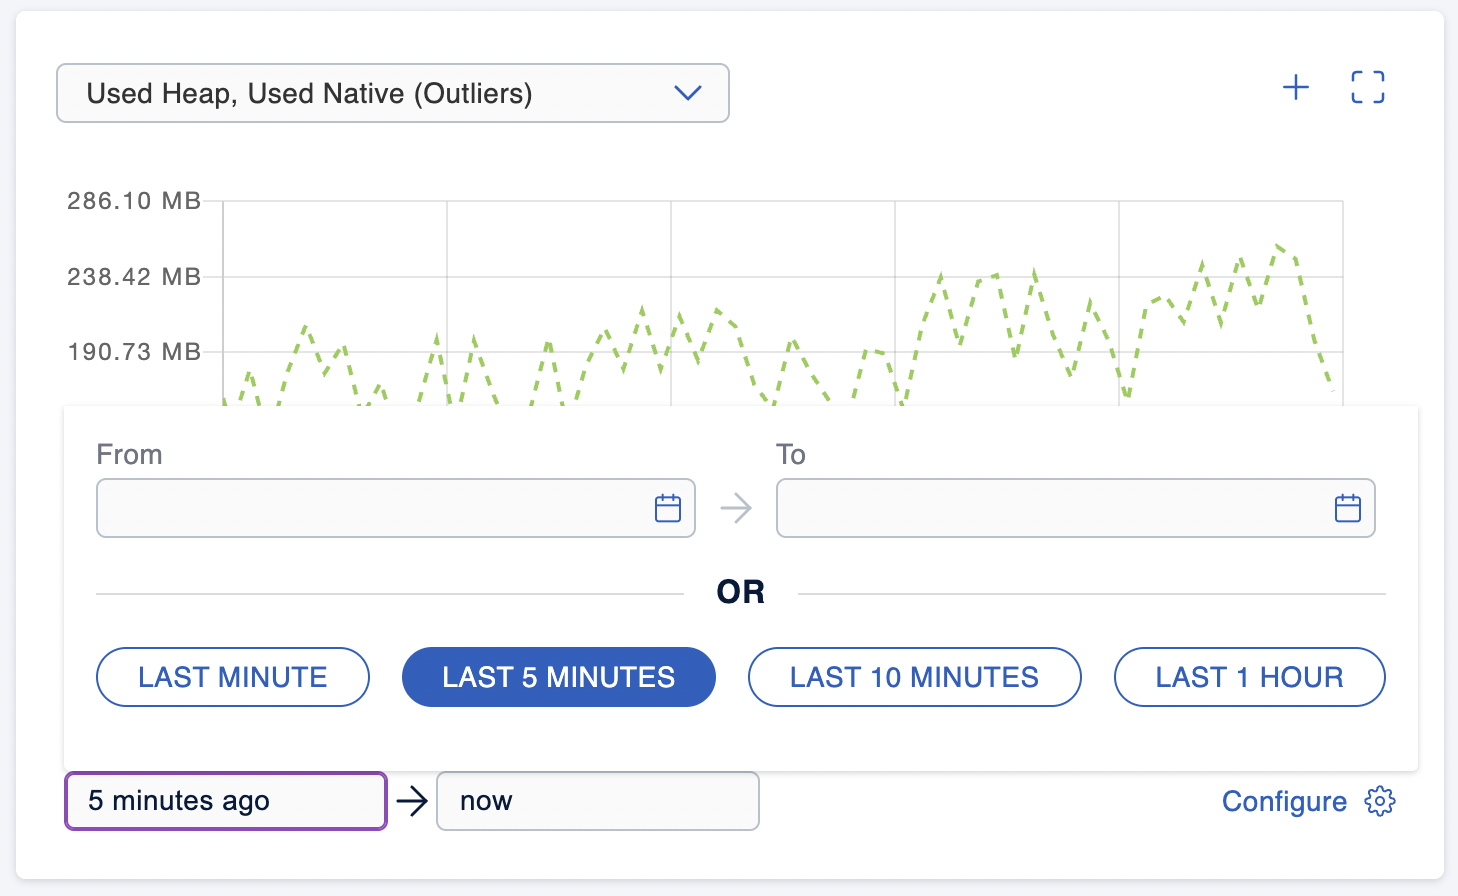 Used Heap, Used Native (Outliers)
286.10 MB
238.42 MB
190.73 MB
From
To
OR
LAST MINUTE
LAST 5 MINUTES
LAST 10 MINUTES
LAST 1 HOUR
5 minutes ago
now
Configure